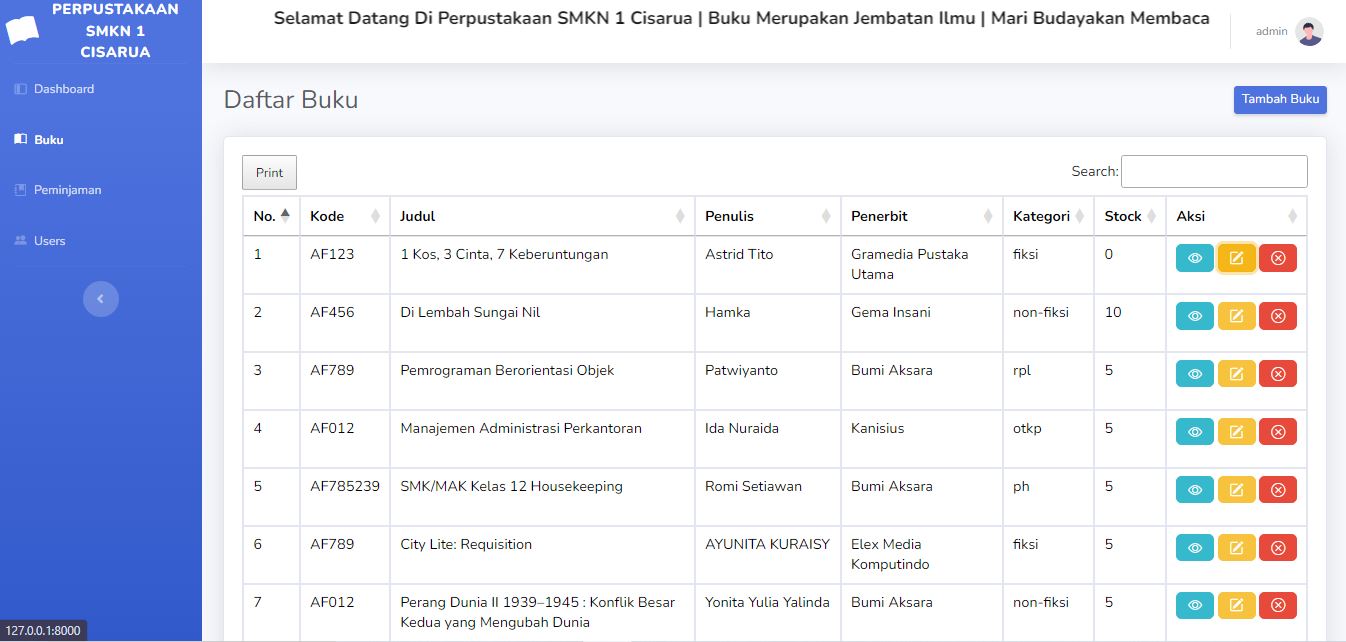 PERPUSTAKAAN
SMKN 1
CISARUA
Selamat Datang Di Perpustakaan SMKN 1 Cisarua | Buku Merupakan Jembatan Ilmu | Mari Budayakan Membaca
admin
Dashboard
Buku
Peminjaman
Users
Daftar Buku
Tambah Buku
Print
Search:
No. Kode Judul Penulis Penerbit Kategori Stock Aksi
1 AF123 1 Kos, 3 Cinta, 7 Keberuntungan Astrid Tito Gramedia Pustaka fiksi 0
Utama
2 AF456 Di Lembah Sungai Nil Hamka Gema Insani non-fiksi 10
3 AF789 Pemrograman Berorientasi Objek Patwiyanto Bumi Aksara rpl 5
4 AF012 Manajemen Administrasi Perkantoran Ida Nuraida Kanisius otkp 5
5 AF785239 SMK/MAK Kelas 12 Housekeeping Romi Setiawan Bumi Aksara ph 5
6 AF789 City Lite: Requisition AYUNITA KURAISY Elex Media fiksi 5
Komputindo
7 AF012 Perang Dunia II 1939–1945 : Konflik Besar Yonita Yulia Yalinda Bumi Aksara non-fiksi 5
Kedua yang Mengubah Dunia
127.0.0.1:8000